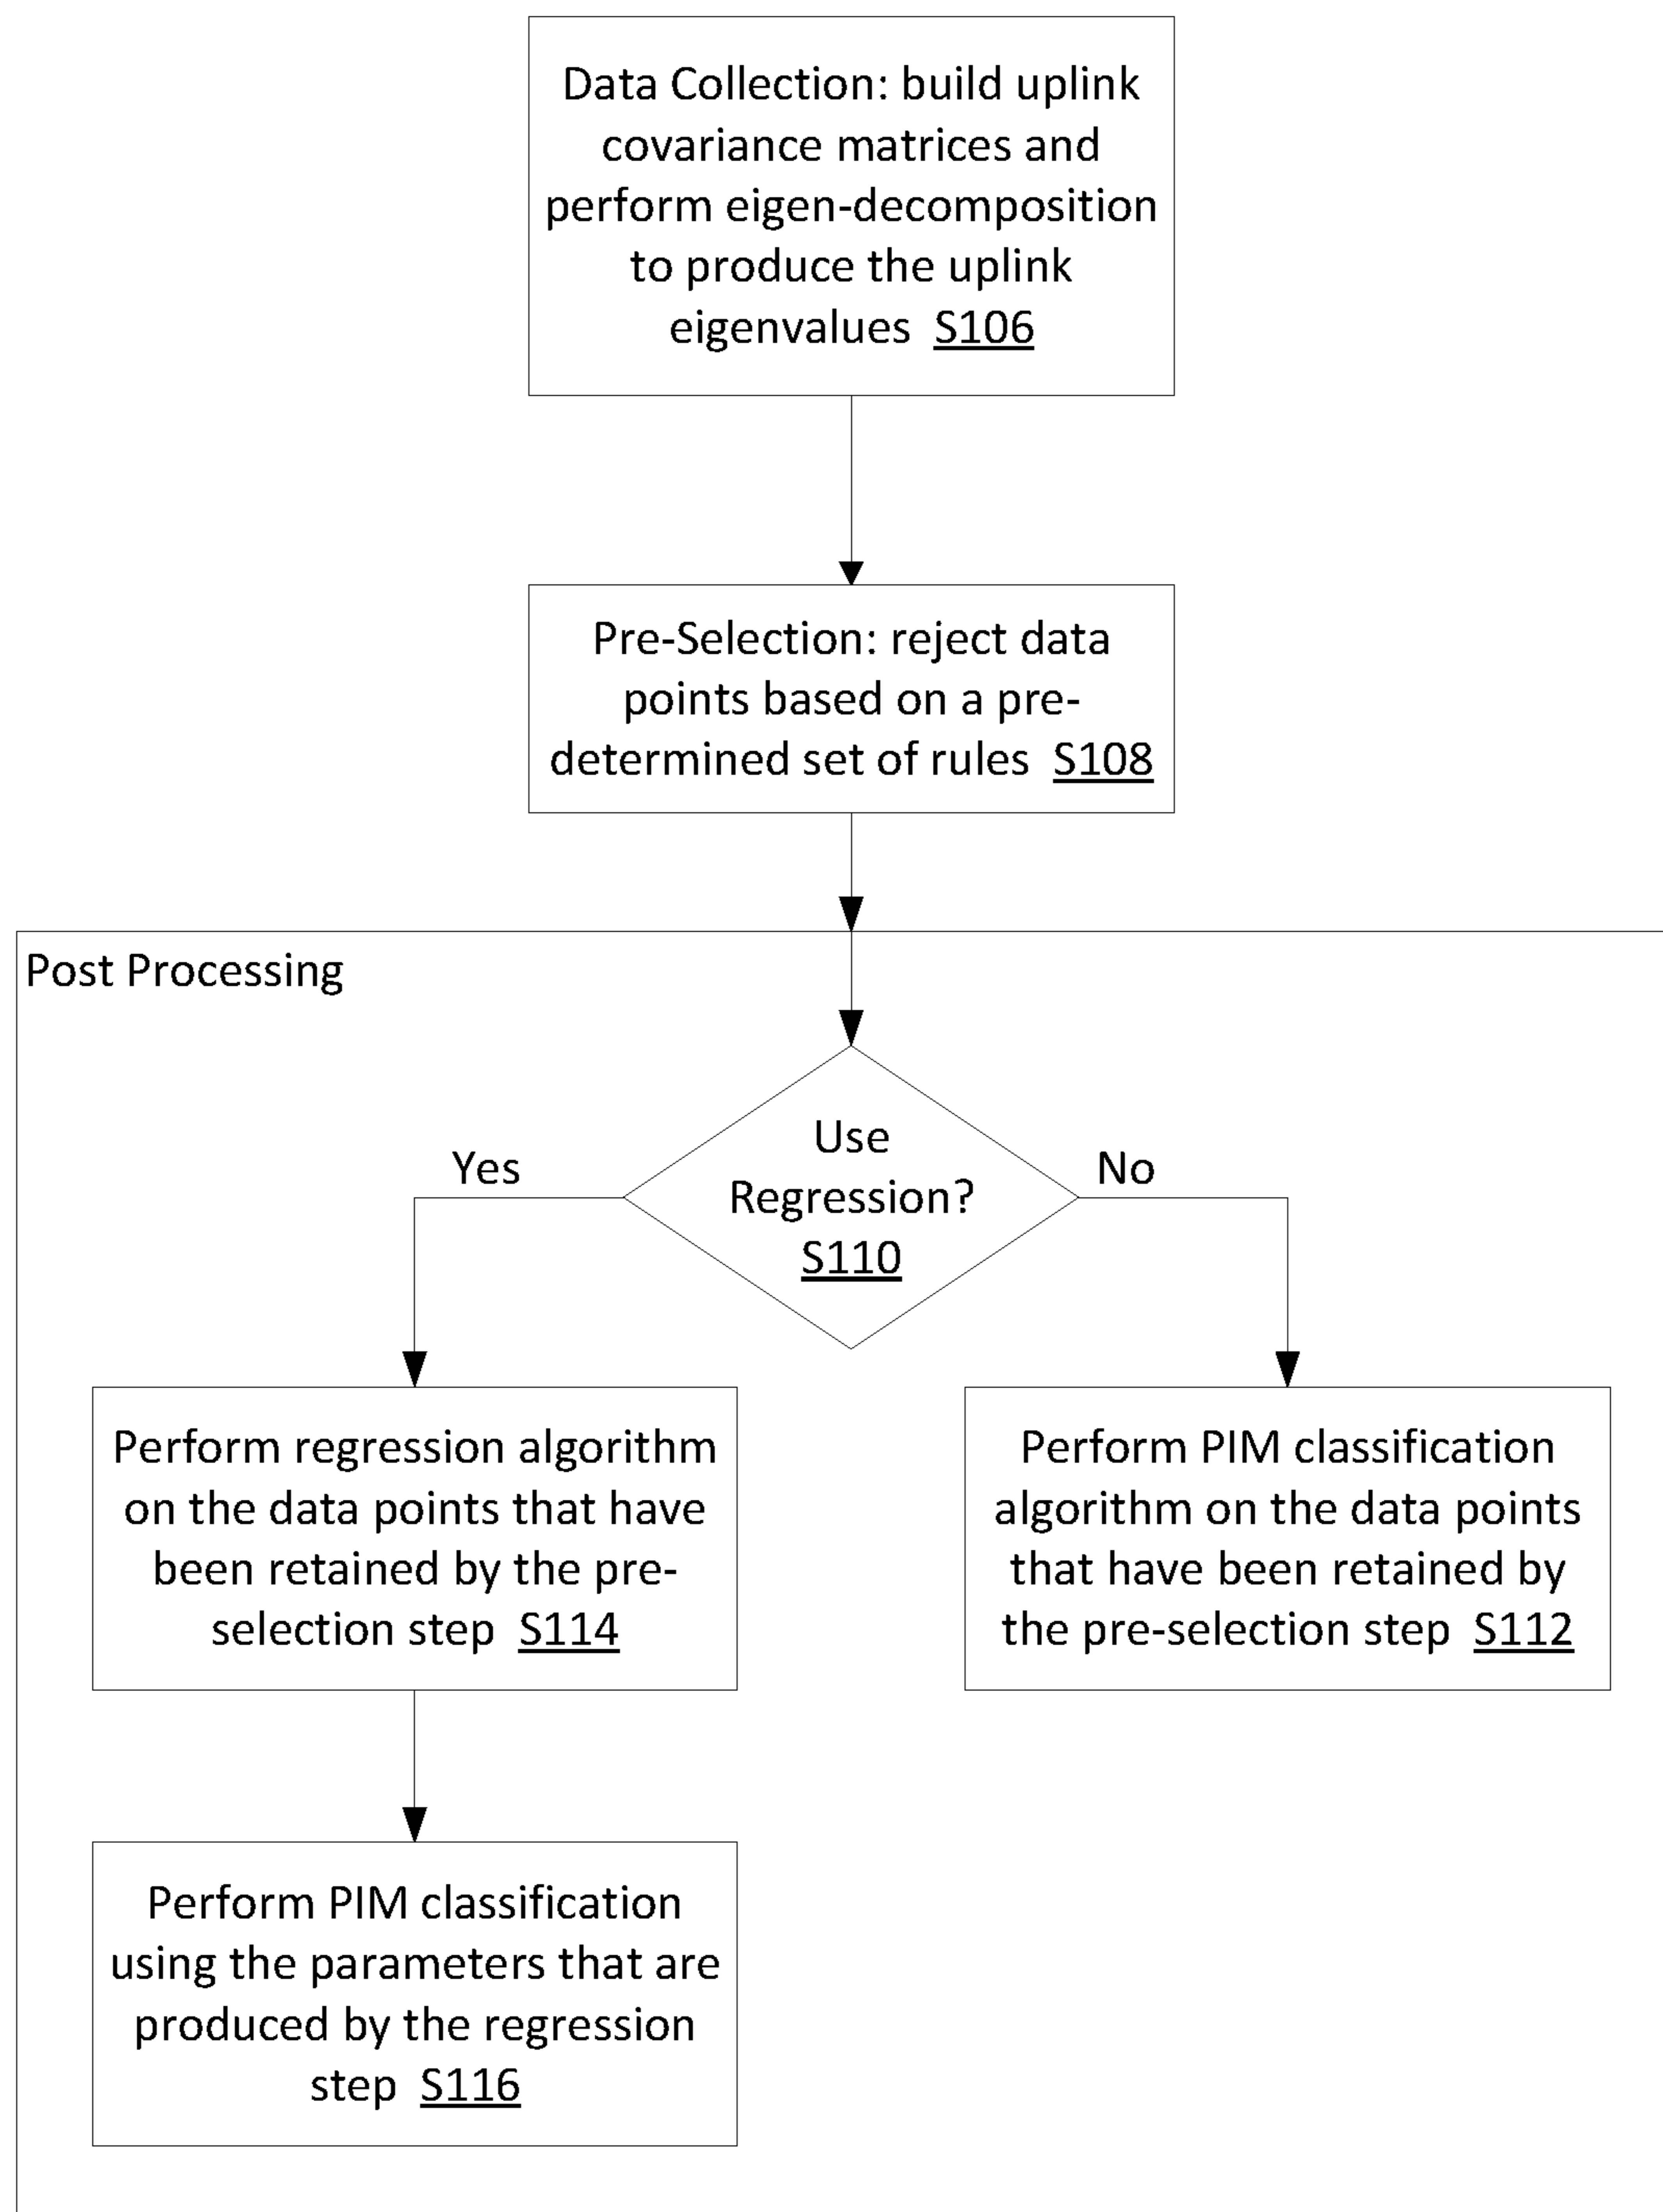 Data Collection: build uplink
covariance matrices and
perform eigen-decomposition
to produce the uplink
eigenvalues S106
Pre-Selection: reject data
points based on a pre-
determined set of rules S108
Post Processing
Use
Regression?
S110
Yes
No
Perform regression algorithm
on the data points that have
been retained by the pre-
selection step S114
Perform PIM classification
algorithm on the data points
that have been retained by
the pre-selection step S112
Perform PIM classification
using the parameters that are
produced by the regression
step S116